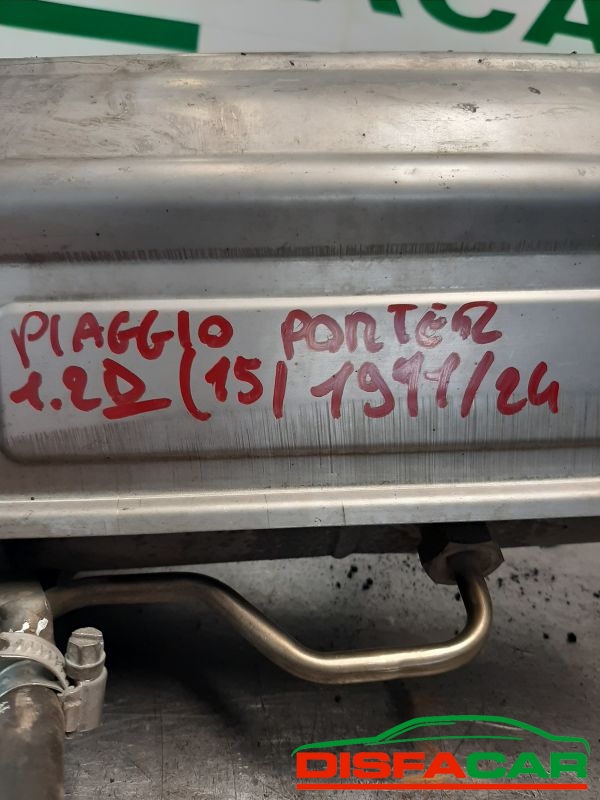 PIAGGIO PORTER
1.2D (15) 1911/24
DISFACAR